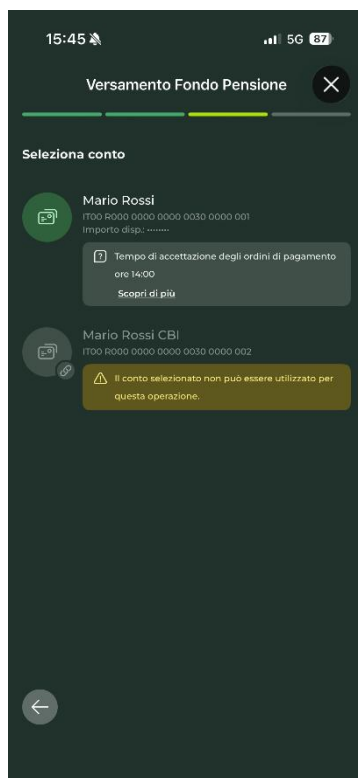 15:45
5G 87
Versamento Fondo Pensione
Seleziona conto
Mario Rossi
IT00 R000 0000 0000 0030 0000 001
Importo disp.: ········
Tempo di accettazione degli ordini di pagamento
ore 14:00
Scopri di più
Mario Rossi CBI
IT00 R000 0000 0000 0030 0000 002
Il conto selezionato non può essere utilizzato per
questa operazione.